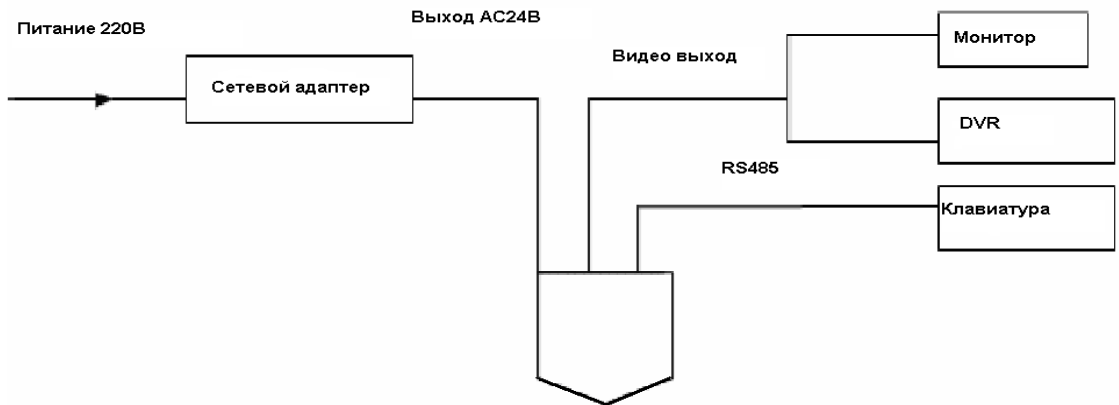 Питание 220В
Выход AC24В
Сетевой адаптер
Видео выход
Монитор
DVR
RS485
Клавиатура